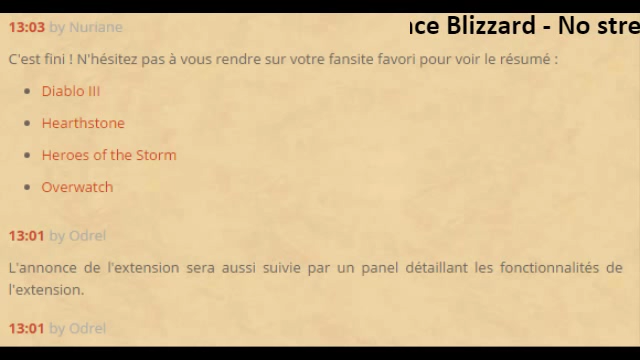 13:03 by Nuriane
Blizzard - No
C'est fini ! N'hésitez pas à vous rendre sur votre fansite favori pour voir le résumé :
Diablo III
Hearthstone
Heroes of the Storm
Overwatch
13:01 by Odrel
L'annonce de l'extension sera aussi suivie par un panel détaillant les fonctionnalités de
l'extension.
13:01 by Odrel